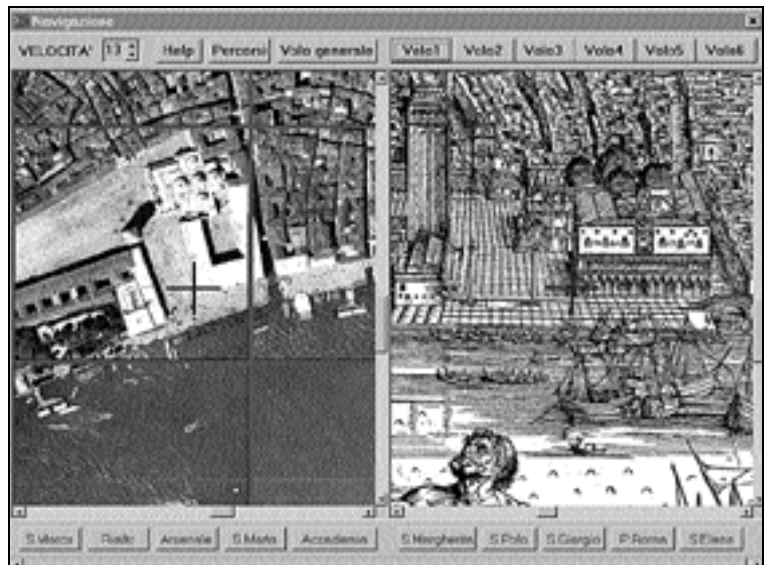 Navigazione
VELOCITA' 13 Help Percorsi Volo generale Volo1 Volo2 Volo3 Volo4 Volo5 Volo6
S.Marco Rialto Arsenale S.Marta Accademia S.Margherita S.Polo S.Giorgio P.Roma S.Elena